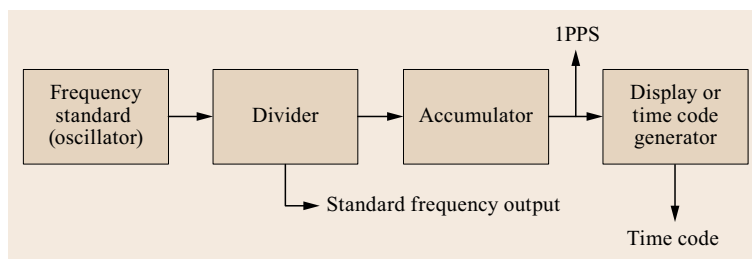 1PPS
Frequency
standard
(oscillator)
Divider
Accumulator
Display or
time code
generator
Standard frequency output
Time code